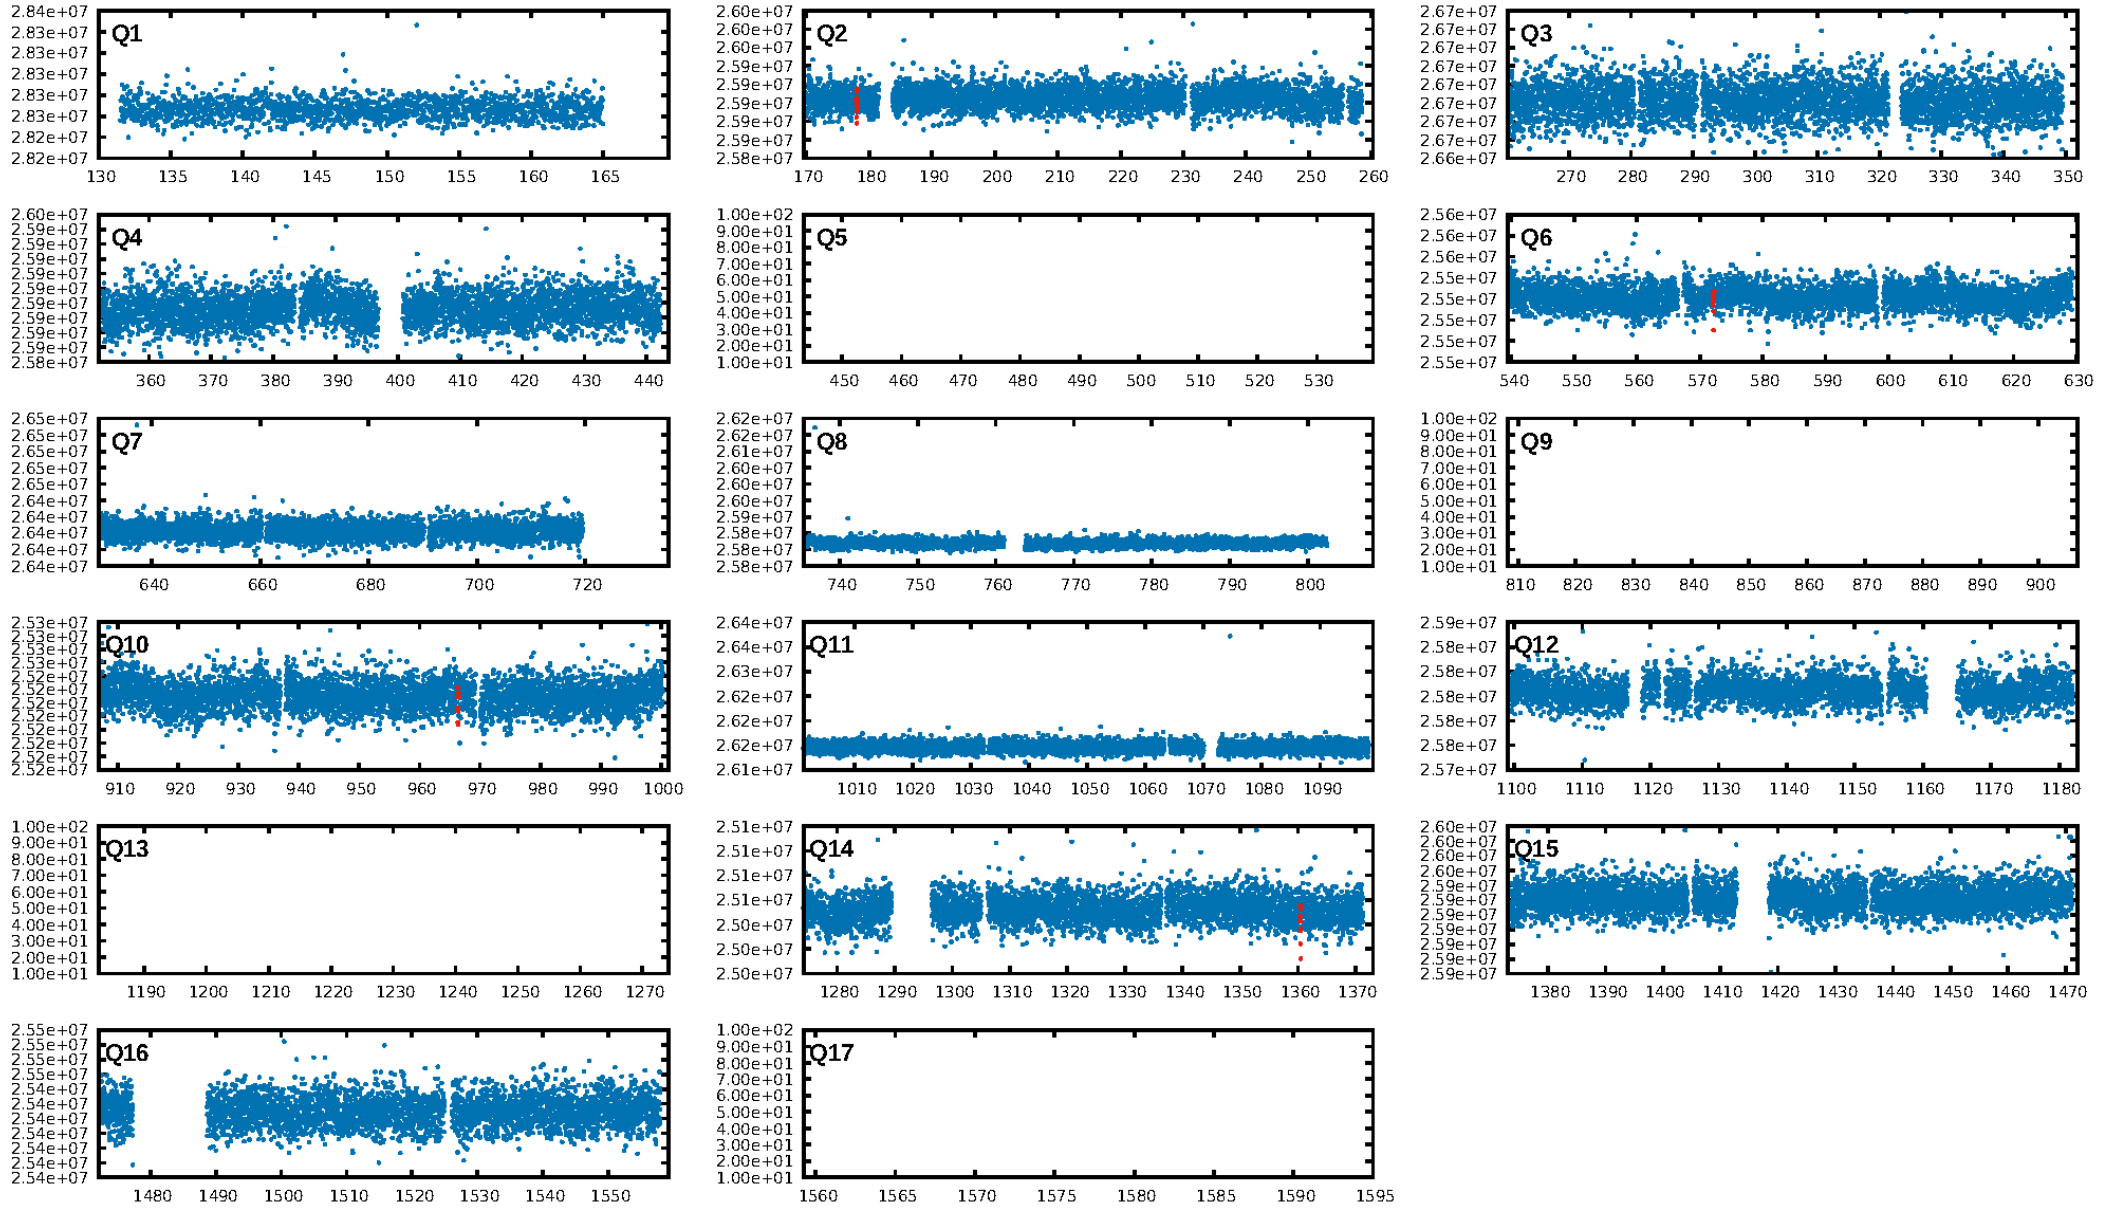 2.84e+07
2.83e+07
2.83e+07
2.83e+07
2.83e+07
2.83e+07
2.82e+07
2.82e+07
Q1
130 135 140 145 150 155 160 165
2.60e+07
2.60e+07
2.60e+07
2.59e+07
2.59e+07
2.59e+07
2.59e+07
2.59e+07
2.58e+07
Q2
170 180 190 200 210 220 230 240 250 260
2.67e+07
2.67e+07
2.67e+07
2.67e+07
2.67e+07
2.67e+07
2.67e+07
2.67e+07
2.66e+07
Q3
270 280 290 300 310 320 330 340 350
2.60e+07
2.59e+07
2.59e+07
2.59e+07
2.59e+07
2.59e+07
2.59e+07
2.59e+07
2.59e+07
2.59e+07
2.58e+07
Q4
360 370 380 390 400 410 420 430 440
1.00e+02
9.00e+01
8.00e+01
7.00e+01
6.00e+01
5.00e+01
4.00e+01
3.00e+01
2.00e+01
1.00e+01
Q5
450 460 470 480 490 500 510 520 530
2.56e+07
2.56e+07
2.56e+07
2.55e+07
2.55e+07
2.55e+07
2.55e+07
2.55e+07
Q6
540 550 560 570 580 590 600 610 620 630
2.65e+07
2.65e+07
2.65e+07
2.65e+07
2.65e+07
2.64e+07
2.64e+07
2.64e+07
2.64e+07
2.64e+07
Q7
640 660 680 700 720
2.62e+07
2.62e+07
2.61e+07
2.60e+07
2.60e+07
2.60e+07
2.59e+07
2.58e+07
2.58e+07
2.58e+07
Q8
740 750 760 770 780 790 800
1.00e+02
9.00e+01
8.00e+01
7.00e+01
6.00e+01
5.00e+01
4.00e+01
3.00e+01
2.00e+01
1.00e+01
Q9
810 820 830 840 850 860 870 880 890 900
2.53e+07
2.53e+07
2.53e+07
2.53e+07
2.52e+07
2.52e+07
2.52e+07
2.52e+07
2.52e+07
2.52e+07
2.52e+07
2.52e+07
Q10
910 920 930 940 950 960 970 980 990 1000
2.64e+07
2.64e+07
2.63e+07
2.62e+07
2.62e+07
2.62e+07
2.61e+07
Q11
1010 1020 1030 1040 1050 1060 1070 1080 1090
2.59e+07
2.58e+07
2.58e+07
2.58e+07
2.58e+07
2.58e+07
2.57e+07
Q12
1100 1110 1120 1130 1140 1150 1160 1170 1180
1.00e+02
9.00e+01
8.00e+01
7.00e+01
6.00e+01
5.00e+01
4.00e+01
3.00e+01
2.00e+01
1.00e+01
Q13
1190 1200 1210 1220 1230 1240 1250 1260 1270
2.51e+07
2.51e+07
2.51e+07
2.51e+07
2.50e+07
2.50e+07
2.50e+07
Q14
1280 1290 1300 1310 1320 1330 1340 1350 1360 1370
2.60e+07
2.60e+07
2.60e+07
2.60e+07
2.59e+07
2.59e+07
2.59e+07
2.59e+07
2.59e+07
2.59e+07
2.59e+07
Q15
1380 1390 1400 1410 1420 1430 1440 1450 1460 1470
2.55e+07
2.55e+07
2.55e+07
2.55e+07
2.54e+07
2.54e+07
2.54e+07
2.54e+07
2.54e+07
2.54e+07
2.54e+07
Q16
1480 1490 1500 1510 1520 1530 1540 1550
1.00e+02
9.00e+01
8.00e+01
7.00e+01
6.00e+01
5.00e+01
4.00e+01
3.00e+01
2.00e+01
1.00e+01
Q17
1560 1565 1570 1575 1580 1585 1590 1595